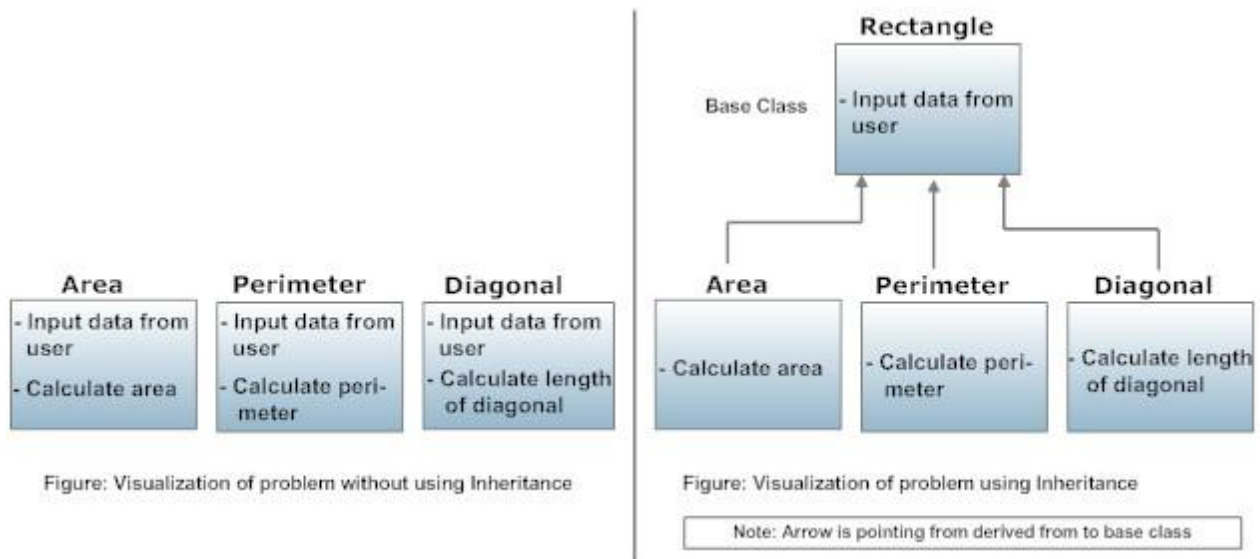 Area
- Input data from
user
- Calculate area
Perimeter
- Input data from
user
- Calculate peri-
meter
Diagonal
- Input data from
user
- Calculate length
of diagonal
Figure: Visualization of problem without using Inheritance
Rectangle
Base Class
- Input data from
user
Area
- Calculate area
Perimeter
- Calculate peri-
meter
Diagonal
- Calculate length
of diagonal
Figure: Visualization of problem using Inheritance
Note: Arrow is pointing from derived from to base class